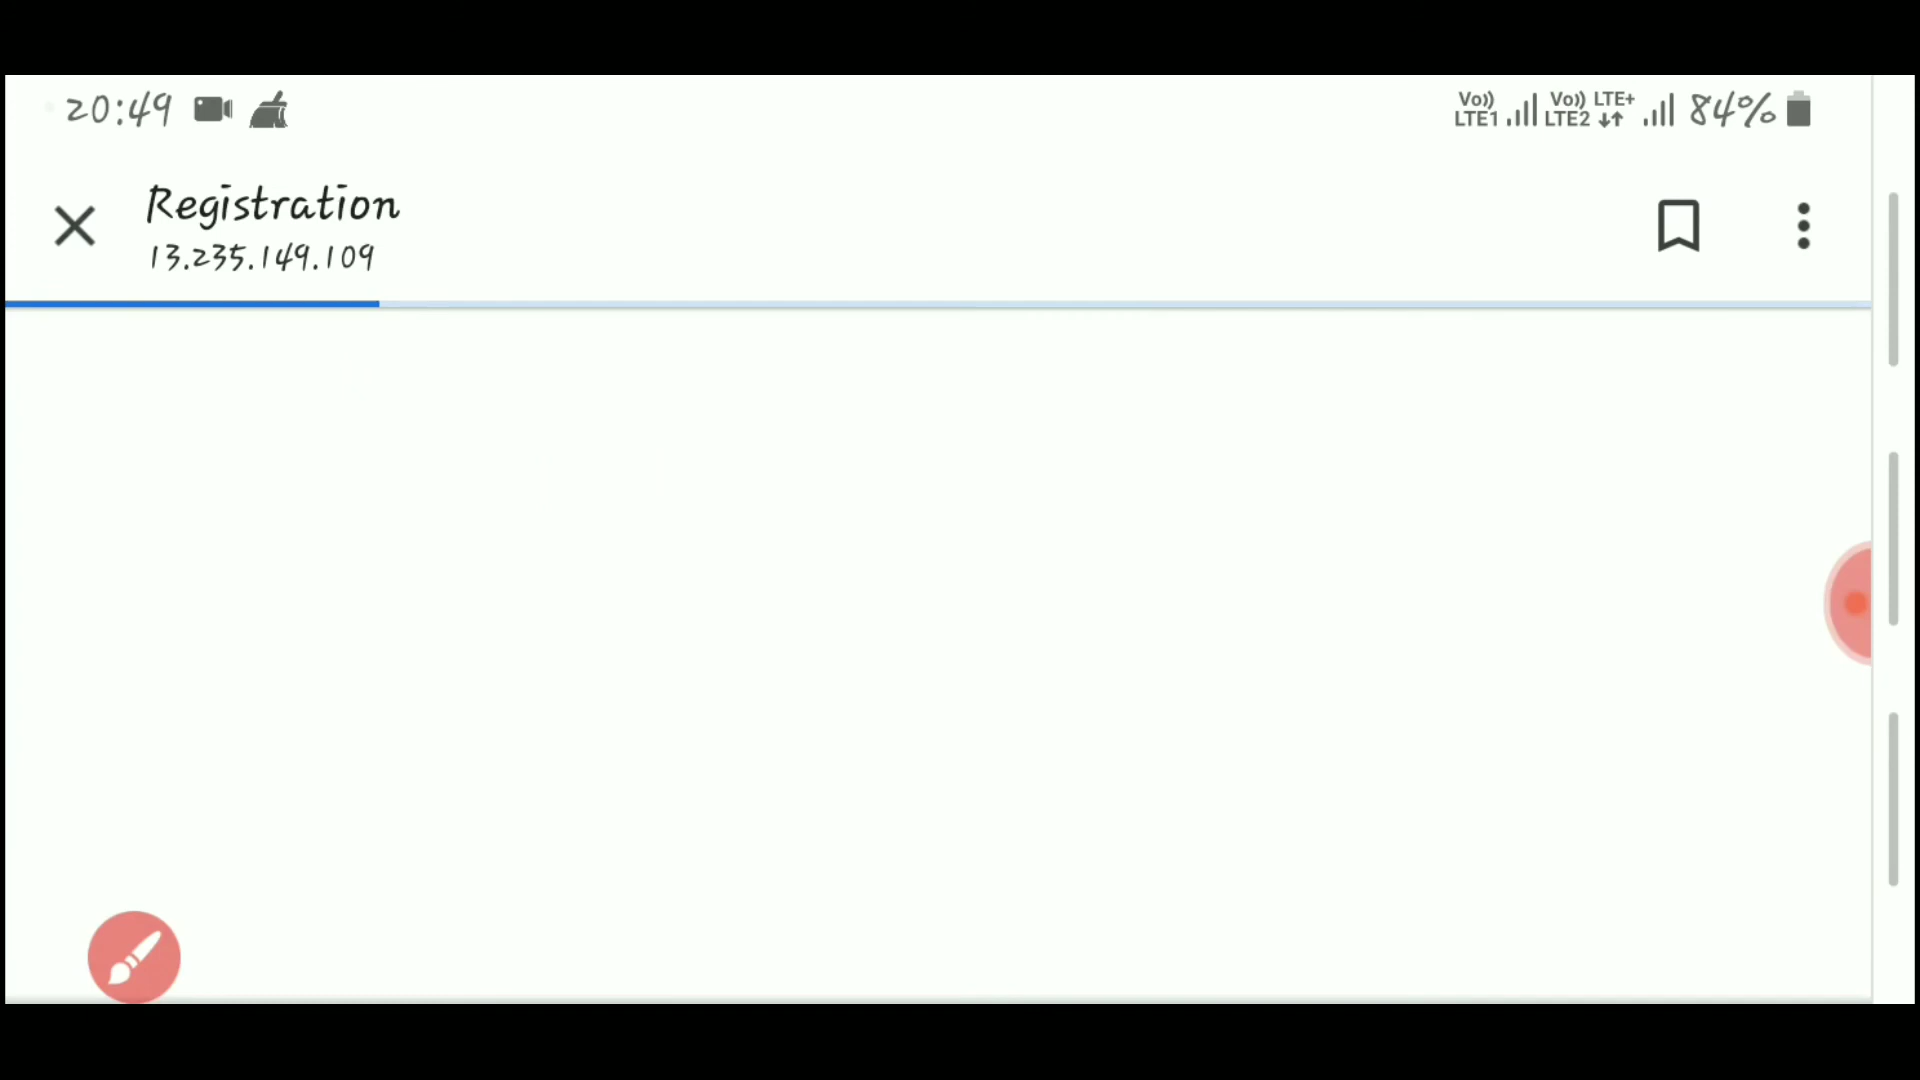 20:49 Vo)) LTE1 Vo)) LTE2 LTE+ 84%
Registration
13.235.149.109